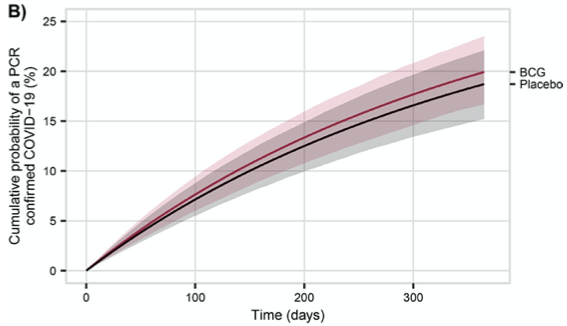 B)
Cumulative probability of a PCR
confirmed COVID−19 (%)
25
20
15
10
5
0
BCG
Placebo
0
100
200
300
Time (days)